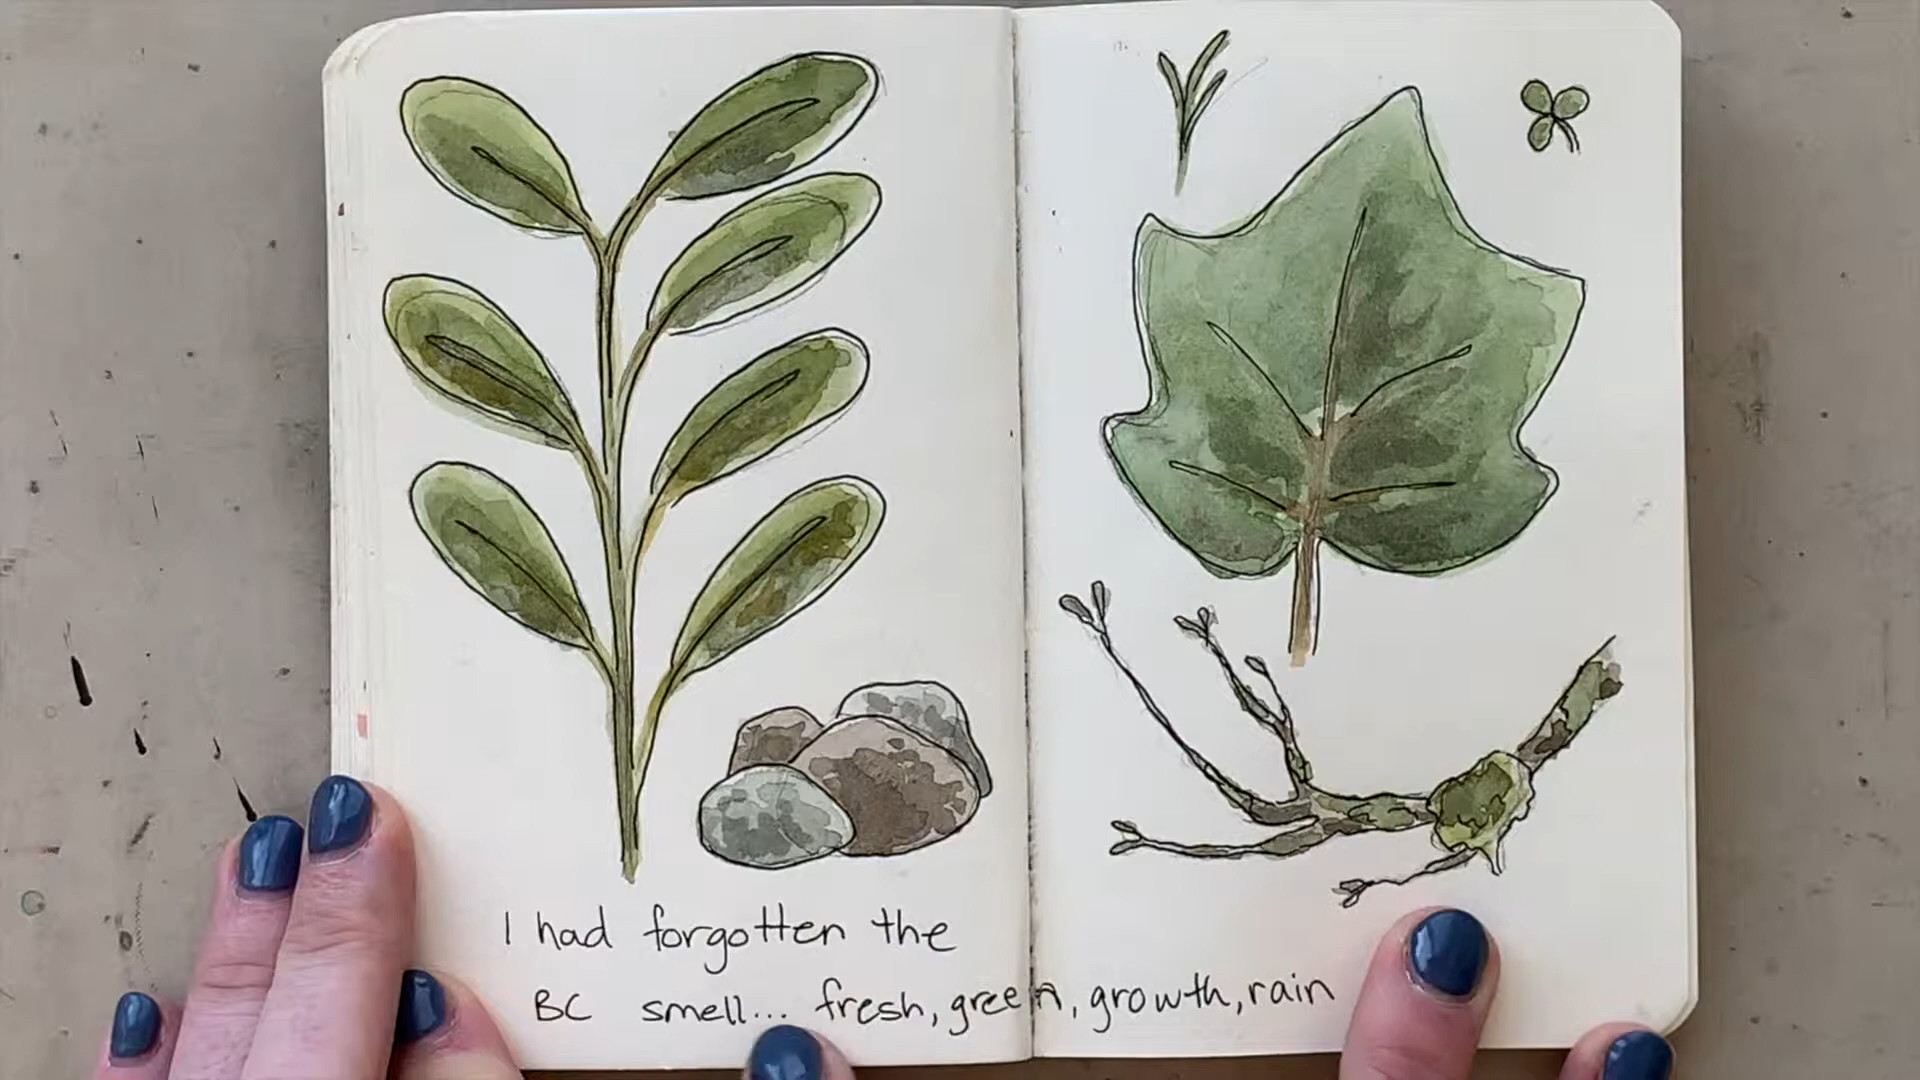 I had forgotten the
BC smell... fresh, green, growth, rain